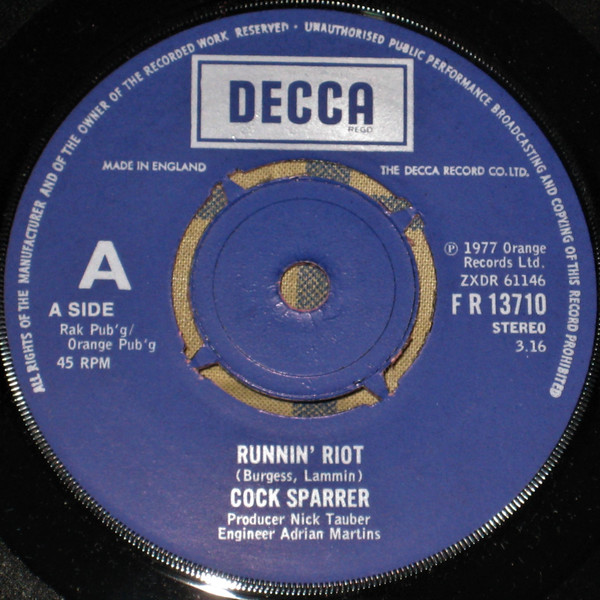 ALL RIGHTS OF THE MANUFACTURER AND OF THE OWNER OF THE RECORDED WORK RESERVED · UNAUTHORISED PUBLIC PERFORMANCE BROADCASTING AND COPYING OF THIS RECORD PROHIBITED
DECCA
REGD
MADE IN ENGLAND
THE DECCA RECORD CO. LTD.
A
A SIDE
Rak Pub'g/
Orange Pub'g
45 RPM
℗ 1977 Orange
Records Ltd.
ZXDR 61146
F R 13710
STEREO
3.16
RUNNIN' RIOT
(Burgess, Lammin)
COCK SPARRER
Producer Nick Tauber
Engineer Adrian Martins